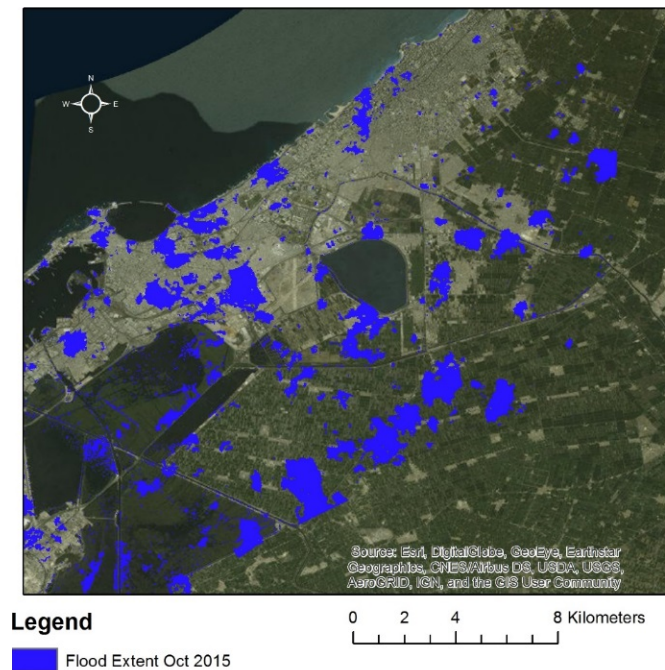 N
W E
S
Source: Esri, DigitalGlobe, GeoEye, Earthstar
Geographics, CNES/Airbus DS, USDA, USGS,
AeroGRID, IGN, and the GIS User Community
Legend
0 2 4 8 Kilometers
Flood Extent Oct 2015